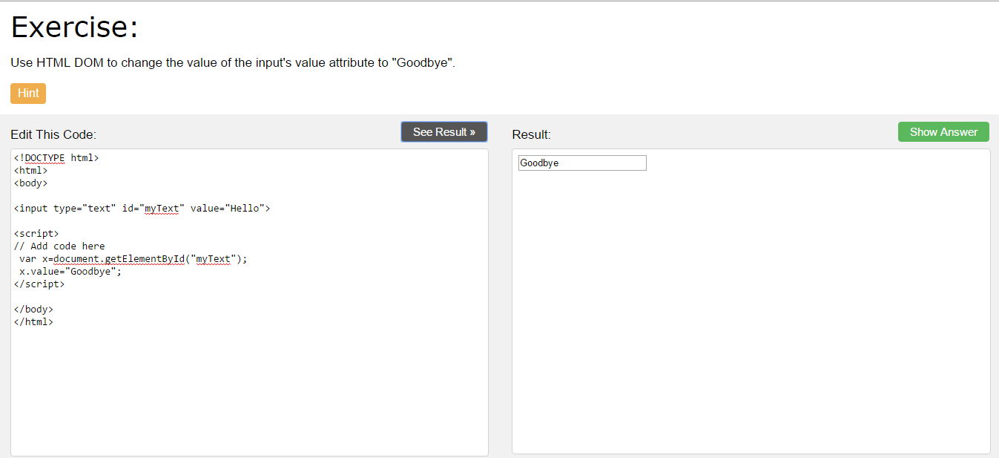 Exercise:
Use HTML DOM to change the value of the input's value attribute to "Goodbye".
Hint
Edit This Code:
See Result »
<!DOCTYPE html>
<html>
<body>
<input type="text" id="myText" value="Hello">
<script>
// Add code here
var x=document.getElementById("myText");
x.value="Goodbye";
</script>
</body>
</html>
Result:
Show Answer
Goodbye